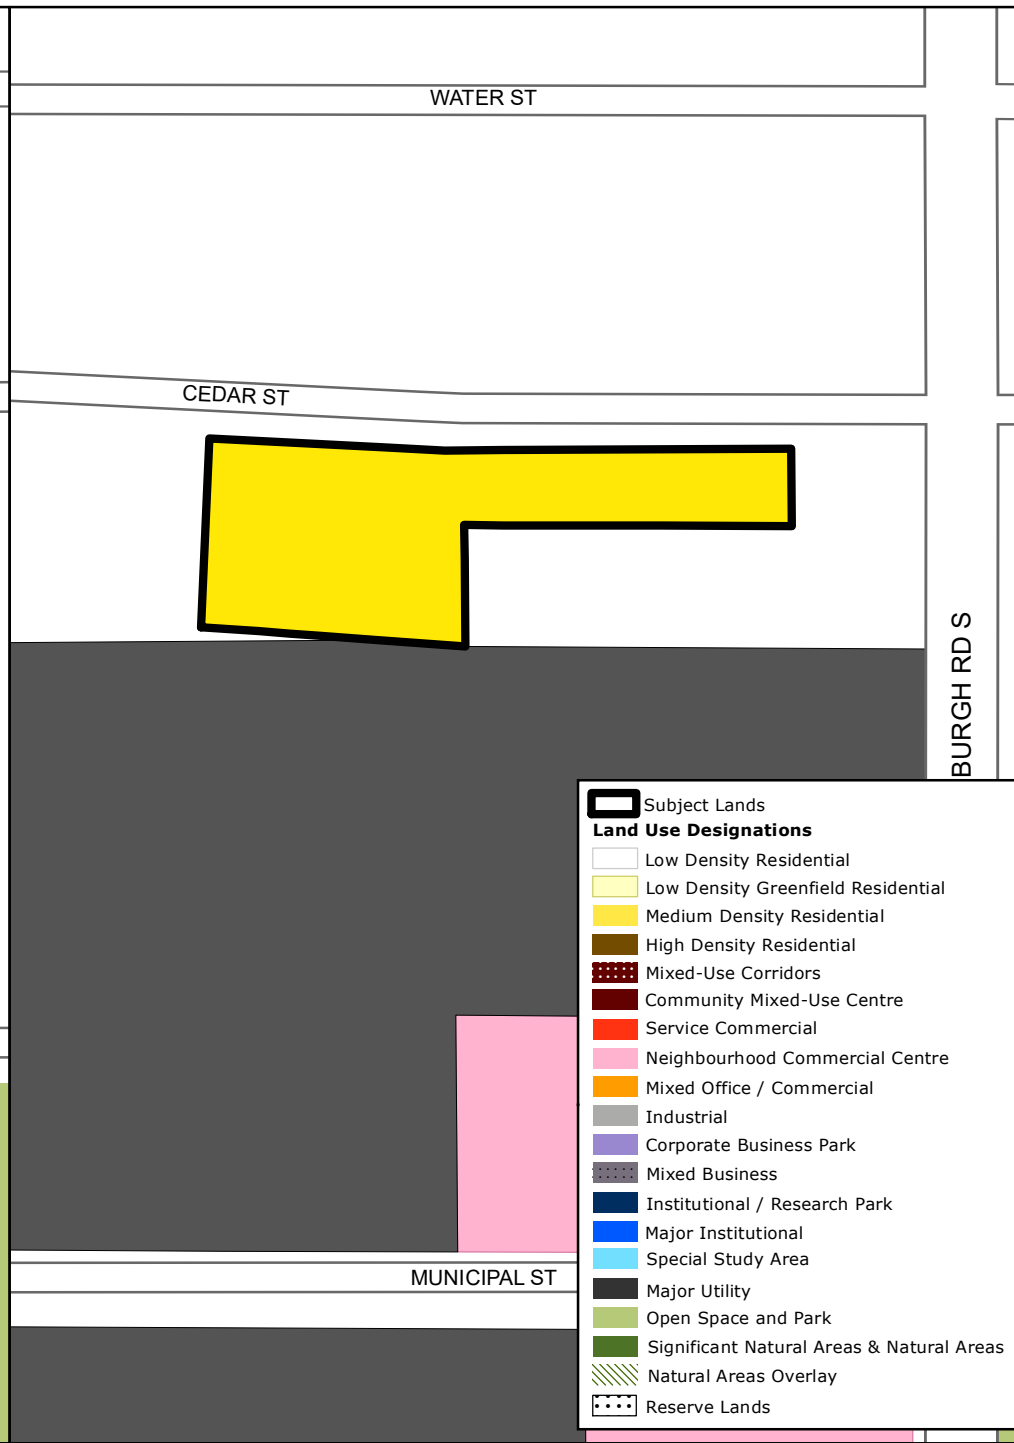 WATER ST
CEDAR ST
BURGH RD S
Subject Lands
Land Use Designations
Low Density Residential
Low Density Greenfield Residential
Medium Density Residential
High Density Residential
Mixed-Use Corridors
Community Mixed-Use Centre
Service Commercial
Neighbourhood Commercial Centre
Mixed Office / Commercial
Industrial
Corporate Business Park
Mixed Business
Institutional / Research Park
Major Institutional
Special Study Area
MUNICIPAL ST
Major Utility
Open Space and Park
Significant Natural Areas & Natural Areas
Natural Areas Overlay
Reserve Lands